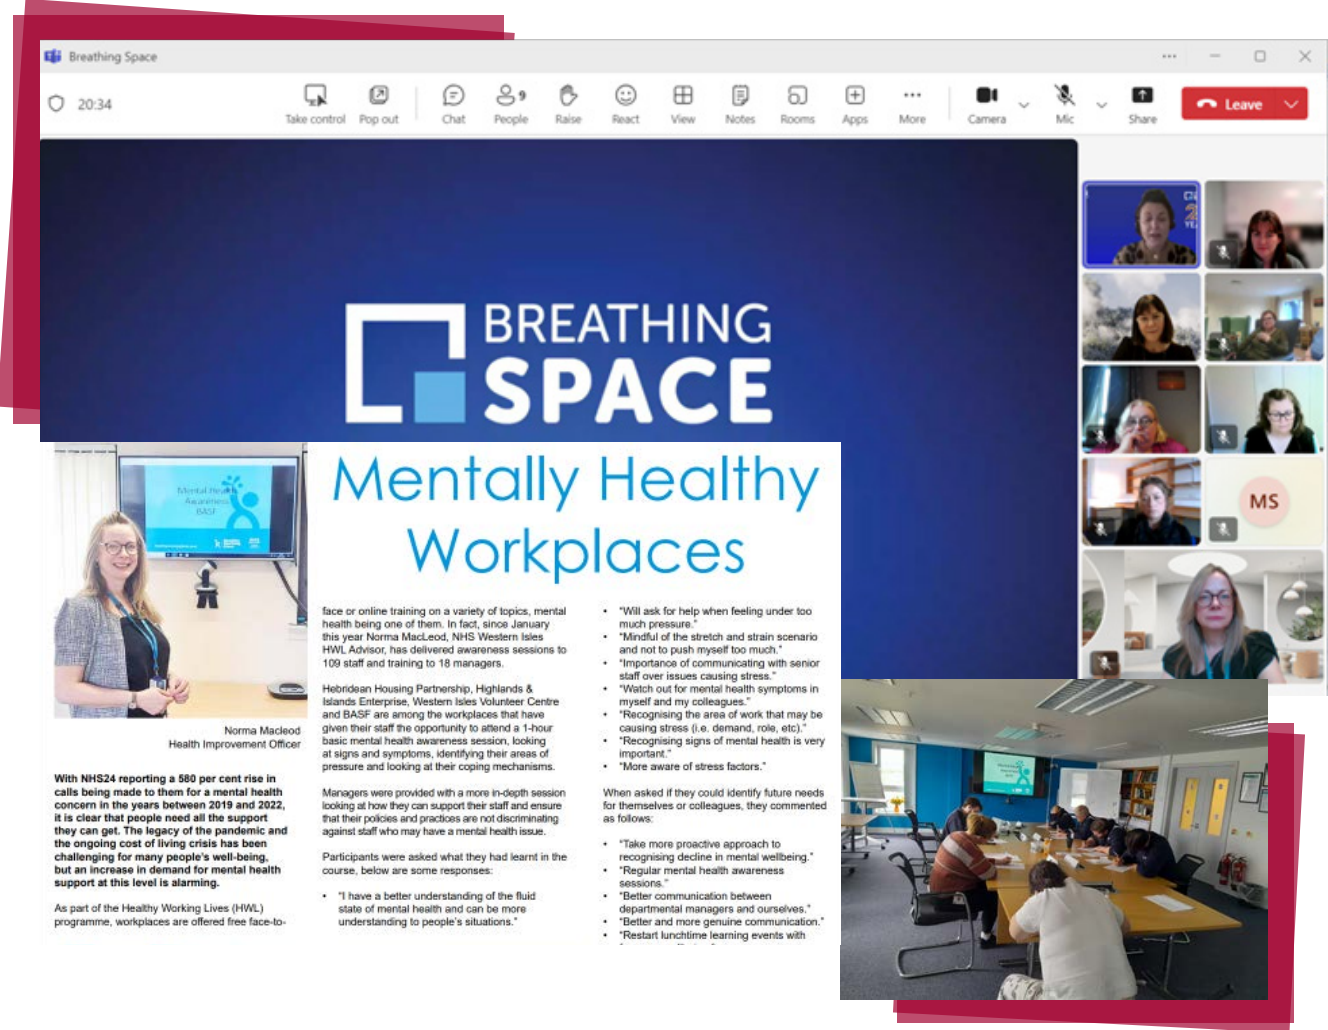 Breathing Space
20:34
Take control
Pop out
Chat
9
People
Raise
React
View
Notes
Rooms
Apps
More
Camera
Mic
Share
Leave
BREATHING
SPACE
MS
Mental Health
Awareness
BASF
Mentally Healthy
Workplaces
Norma Macleod
Health Improvement Officer
With NHS24 reporting a 580 per cent rise in
calls being made to them for a mental health
concern in the years between 2019 and 2022,
it is clear that people need all the support
they can get. The legacy of the pandemic and
the ongoing cost of living crisis has been
challenging for many people's well-being,
but an increase in demand for mental health
support at this level is alarming.
As part of the Healthy Working Lives (HWL)
programme, workplaces are offered free face-to-
face or online training on a variety of topics, mental
health being one of them. In fact, since January
this year Norma MacLeod, NHS Western Isles
HWL Advisor, has delivered awareness sessions to
109 staff and training to 18 managers.
Hebridean Housing Partnership, Highlands &
Islands Enterprise, Western Isles Volunteer Centre
and BASF are among the workplaces that have
given their staff the opportunity to attend a 1-hour
basic mental health awareness session, looking
at signs and symptoms, identifying their areas of
pressure and looking at their coping mechanisms.
Managers were provided with a more in-depth session
looking at how they can support their staff and ensure
that their policies and practices are not discriminating
against staff who may have a mental health issue.
Participants were asked what they had learnt in the
course, below are some responses:
• "I have a better understanding of the fluid
state of mental health and can be more
understanding to people's situations."
• "Will ask for help when feeling under too
much pressure."
• "Mindful of the stretch and strain scenario
and not to push myself too much."
• "Importance of communicating with senior
staff over issues causing stress."
• "Watch out for mental health symptoms in
myself and my colleagues."
• "Recognising the area of work that may be
causing stress (i.e. demand, role, etc)."
• "Recognising signs of mental health is very
important."
• "More aware of stress factors."
When asked if they could identify future needs
for themselves or colleagues, they commented
as follows:
• "Take more proactive approach to
recognising decline in mental wellbeing."
• "Regular mental health awareness
sessions."
• "Better communication between
departmental managers and ourselves."
• "Better and more genuine communication."
• "Restart lunchtime learning events with